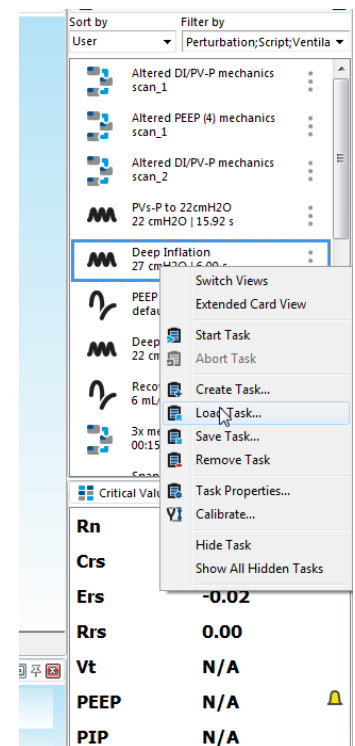 Sort by
Filter by
User
Perturbation;Script;Ventila
Altered DI/PV-P mechanics
scan_1
Altered PEEP (4) mechanics
scan_1
Altered DI/PV-P mechanics
scan_2
PVs-P to 22cmH2O
22 cmH2O | 15.92 s
Deep Inflation
27 cmH2O | 6.00 s
Switch Views
Extended Card View
Start Task
Abort Task
Create Task...
Load Task...
Save Task...
Remove Task
Task Properties...
Calibrate...
Hide Task
Show All Hidden Tasks
PEEP
defau
Deep
22 cm
Reco
6 mL/
3x me
00:15
Critical Valu
Rn
Crs
Ers -0.02
Rrs 0.00
Vt N/A
PEEP N/A
PIP N/A